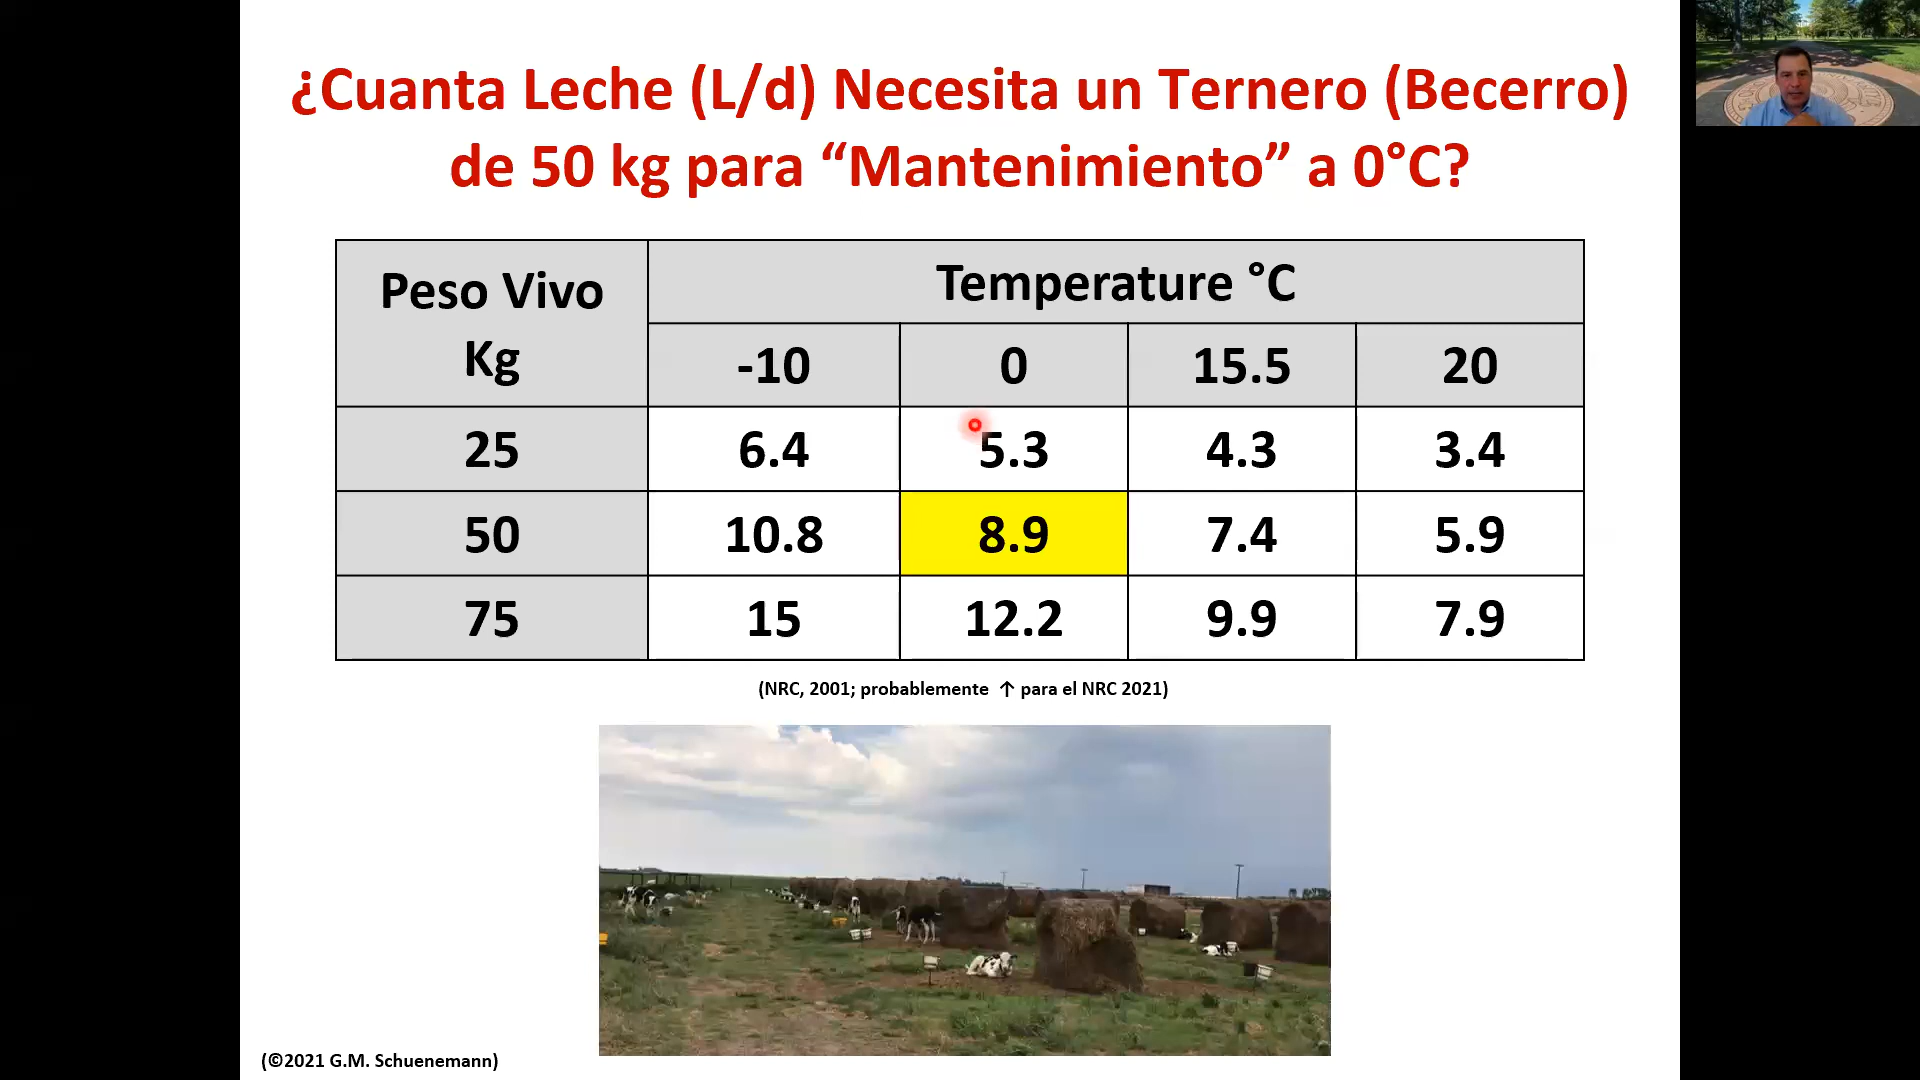 ¿Cuanta Leche (L/d) Necesita un Ternero (Becerro)
de 50 kg para “Mantenimiento” a 0°C?
Peso Vivo
Kg
Temperature °C
-10 0 15.5 20
25 6.4 5.3 4.3 3.4
50 10.8 8.9 7.4 5.9
75 15 12.2 9.9 7.9
(NRC, 2001; probablemente ↑ para el NRC 2021)
(©2021 G.M. Schuenemann)